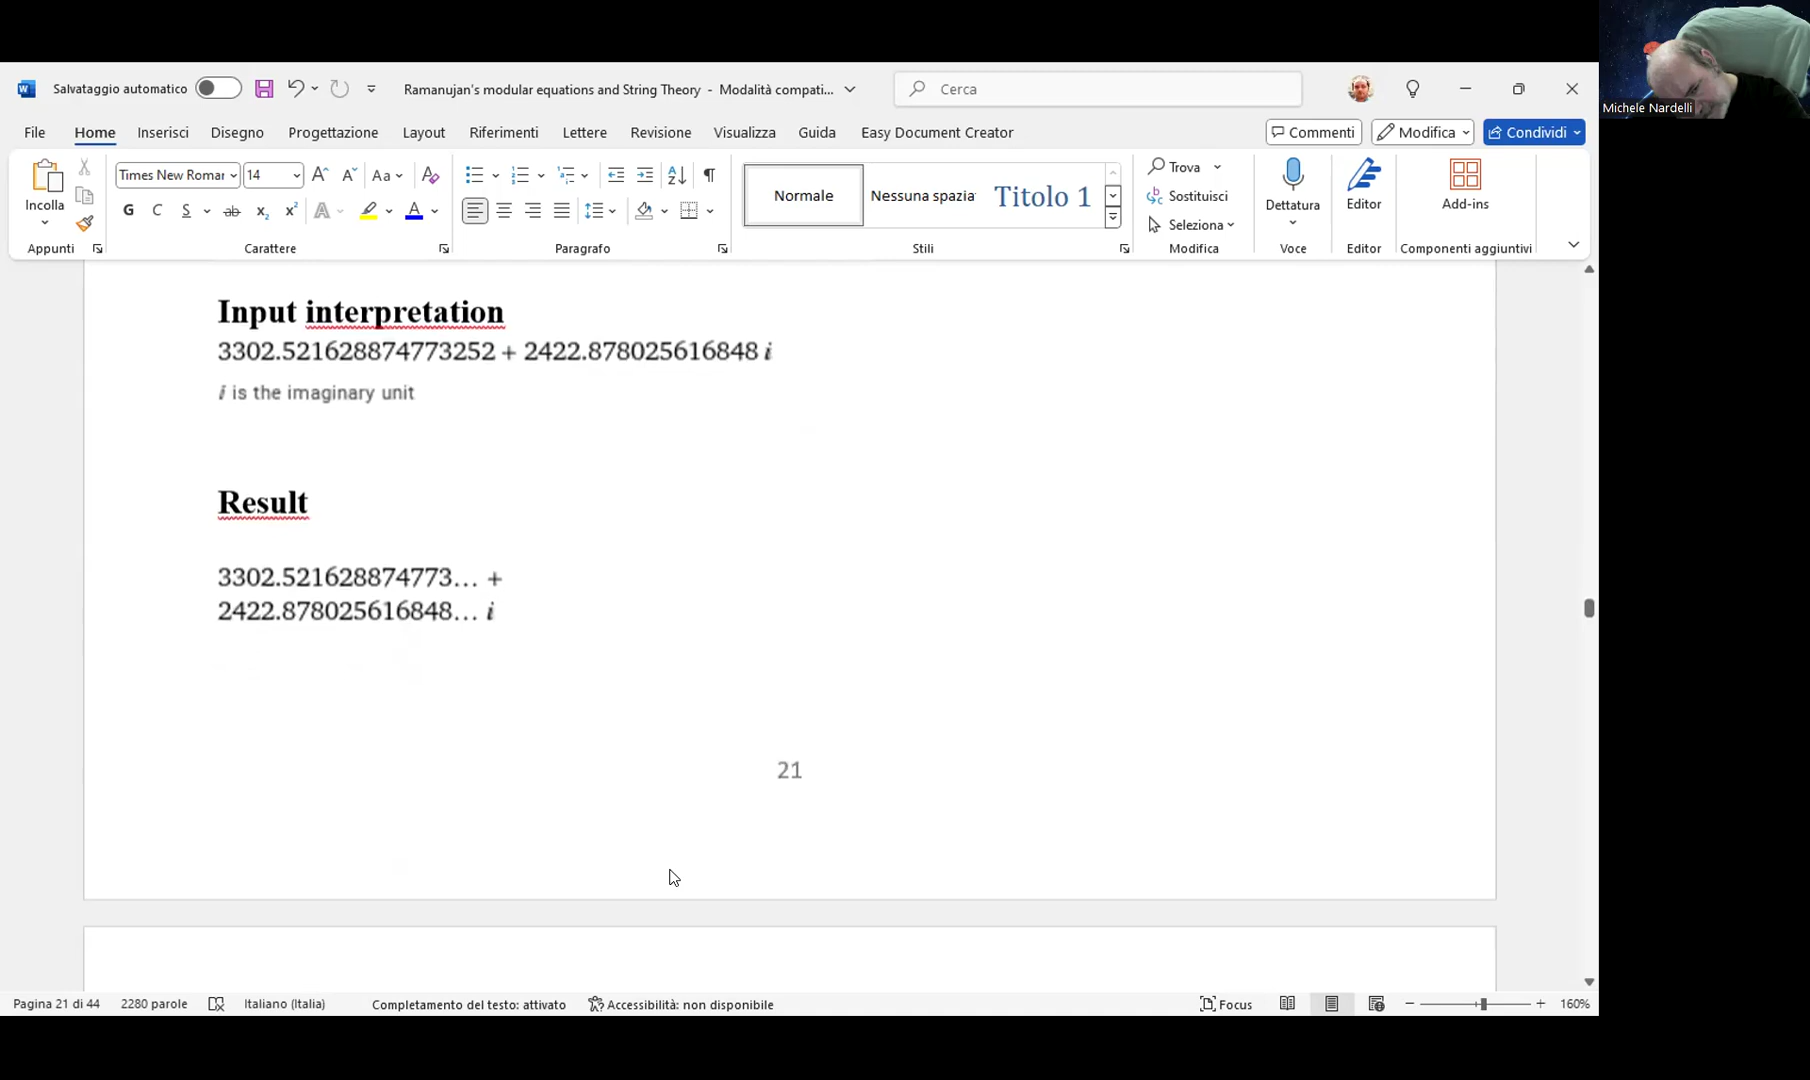 Salvataggio automatico
Ramanujan's modular equations and String Theory - Modalità compati...
Cerca
Michele Nardelli
File Home Inserisci Disegno Progettazione Layout Riferimenti Lettere Revisione Visualizza Guida Easy Document Creator
Commenti Modifica Condividi
Incolla
Times New Romar 14
Aa
G C S ab x₂ x² A A
Normale Nessuna spazia Titolo 1
Trova
Sostituisci
Seleziona
Dettatura
Editor
Add-ins
Appunti Carattere Paragrafo Stili Modifica Voce Editor Componenti aggiuntivi
Input interpretation
3302.521628874773252 + 2422.878025616848 i
i is the imaginary unit
Result
3302.521628874773... +
2422.878025616848... i
21
Pagina 21 di 44 2280 parole Italiano (Italia) Completamento del testo: attivato Accessibilità: non disponibile Focus 160%